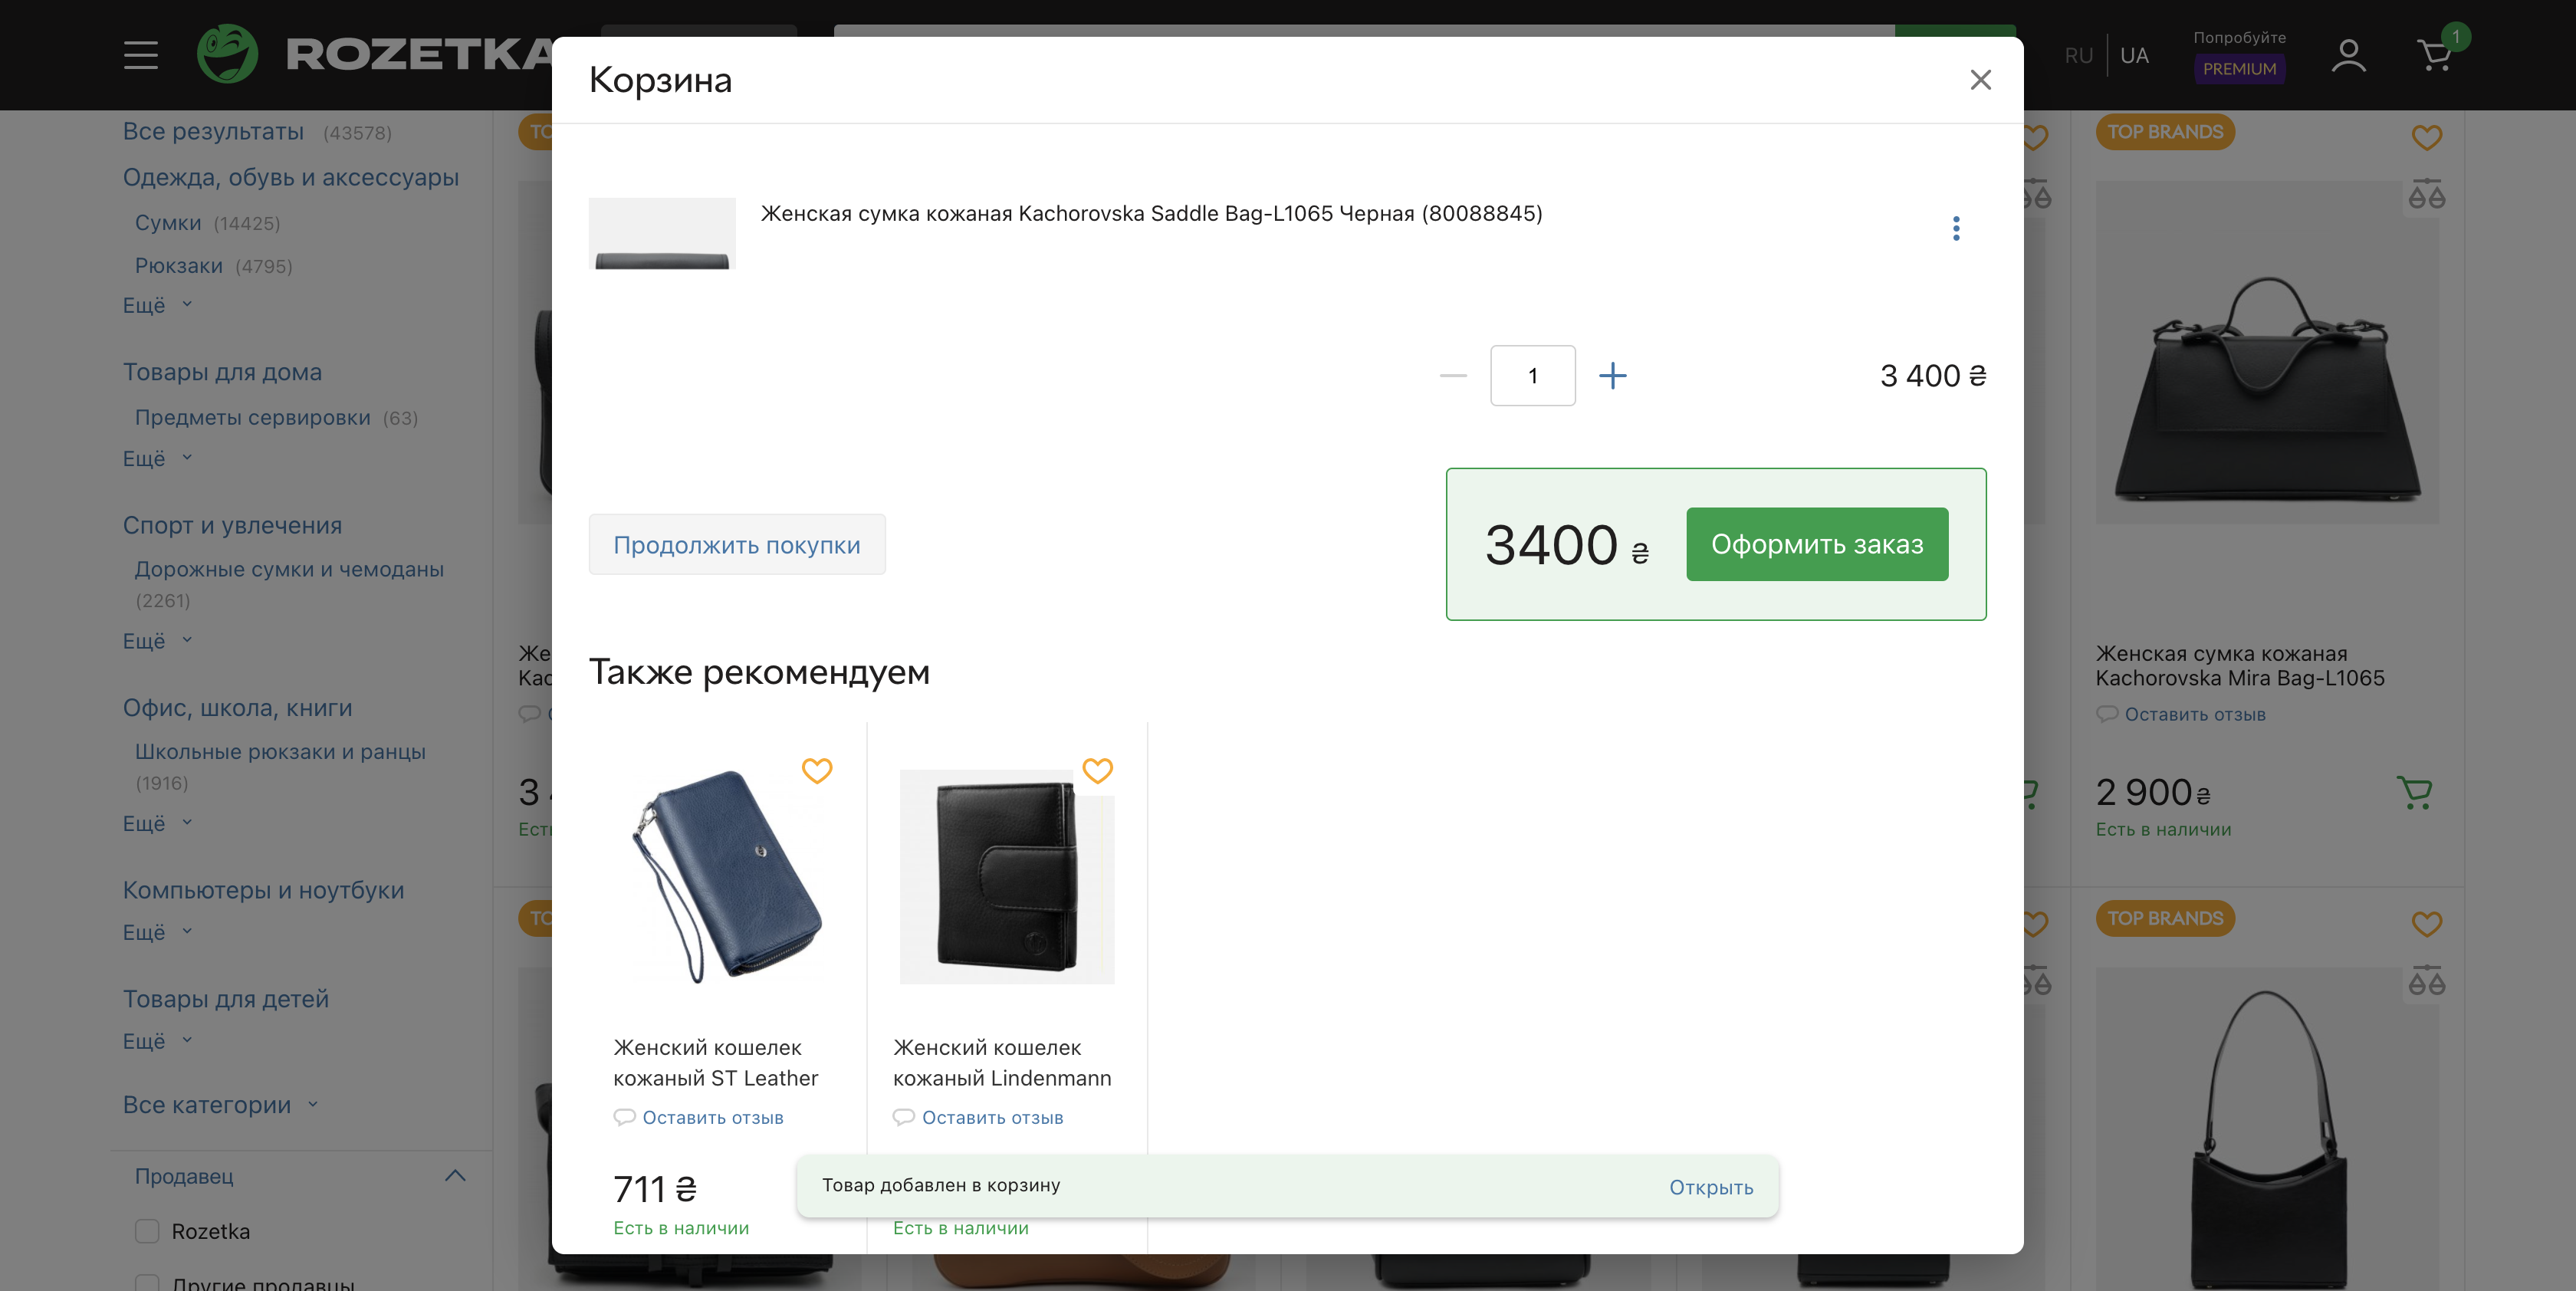 ROZETKA
RU
UA
Попробуйте
PREMIUM
1
Корзина
Женская сумка кожаная Kachorovska Saddle Bag-L1065 Черная (80088845)
1
3 400 ₴
Продолжить покупки
3400 ₴
Оформить заказ
Также рекомендуем
Женский кошелек
кожаный ST Leather
Оставить отзыв
711 ₴
Есть в наличии
Женский кошелек
кожаный Lindenmann
Оставить отзыв
Есть в наличии
Товар добавлен в корзину
Открыть
Все результаты (43578)
Одежда, обувь и аксессуары
Сумки (14425)
Рюкзаки (4795)
Ещё
Товары для дома
Предметы сервировки (63)
Ещё
Спорт и увлечения
Дорожные сумки и чемоданы
(2261)
Ещё
Офис, школа, книги
Школьные рюкзаки и ранцы
(1916)
Ещё
Компьютеры и ноутбуки
Ещё
Товары для детей
Ещё
Все категории
Продавец
Rozetka
Другие продавцы
TOP BRANDS
Женская сумка кожаная
Kachorovska Mira Bag-L1065
Оставить отзыв
2 900 ₴
Есть в наличии
TOP BRANDS